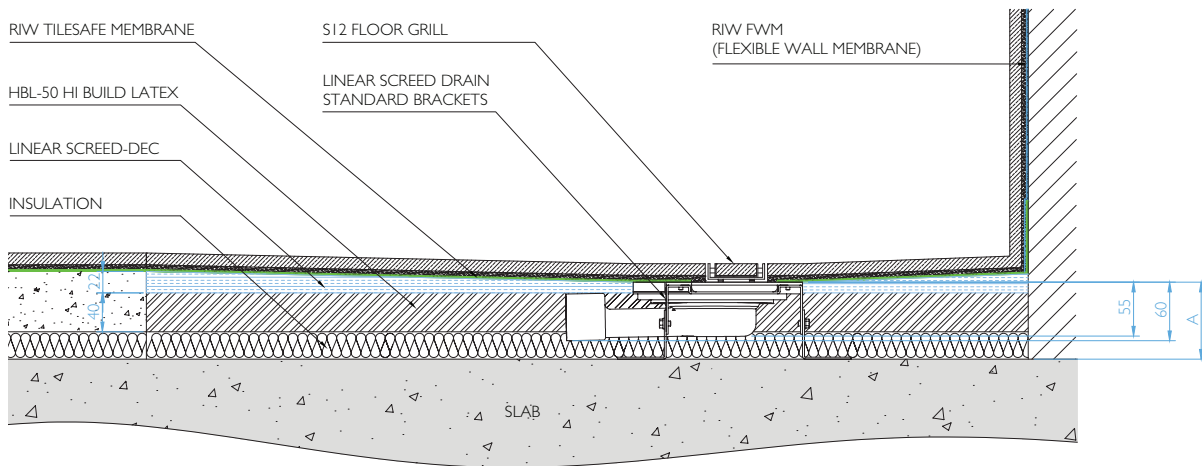 RIW TILESAFE MEMBRANE
S12 FLOOR GRILL
RIW FWM
(FLEXIBLE WALL MEMBRANE)
HBL-50 HI BUILD LATEX
LINEAR SCREED DRAIN
STANDARD BRACKETS
LINEAR SCREED-DEC
INSULATION
22
40
55
60
A
SLAB